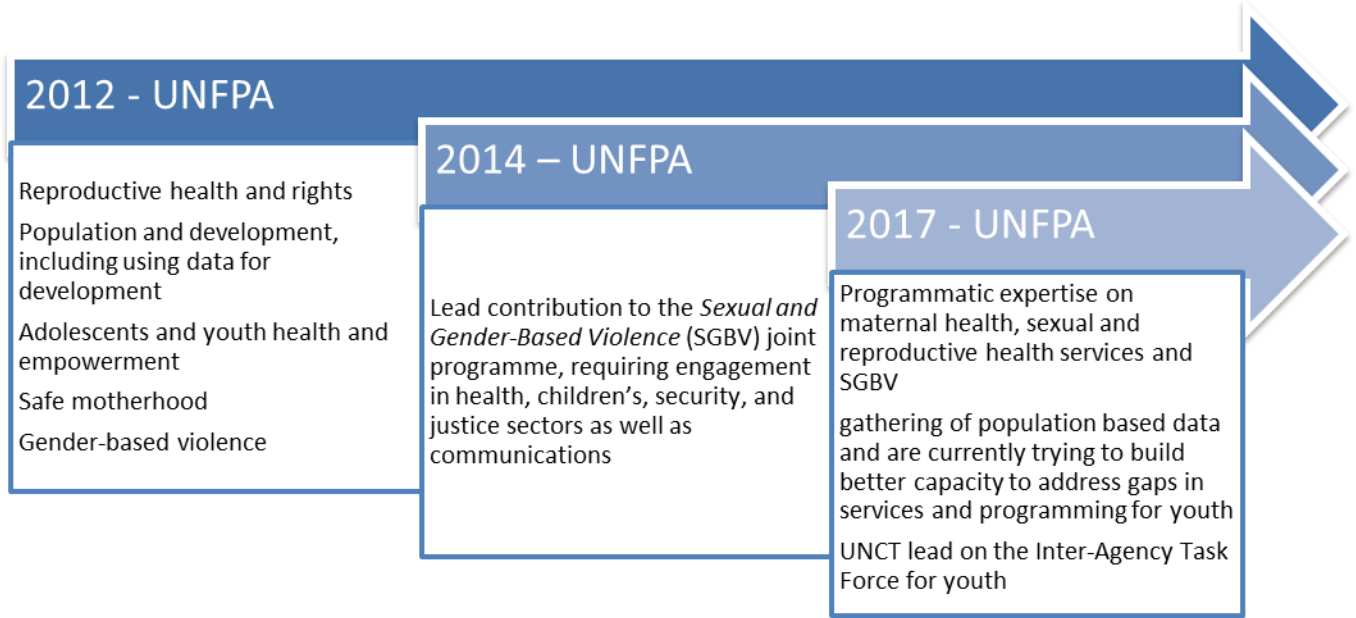 2012 - UNFPA
Reproductive health and rights
Population and development,
including using data for
development
Adolescents and youth health and
empowerment
Safe motherhood
Gender-based violence
2014 – UNFPA
Lead contribution to the Sexual and
Gender-Based Violence (SGBV) joint
programme, requiring engagement
in health, children’s, security, and
justice sectors as well as
communications
2017 - UNFPA
Programmatic expertise on
maternal health, sexual and
reproductive health services and
SGBV
gathering of population based data
and are currently trying to build
better capacity to address gaps in
services and programming for youth
UNCT lead on the Inter-Agency Task
Force for youth